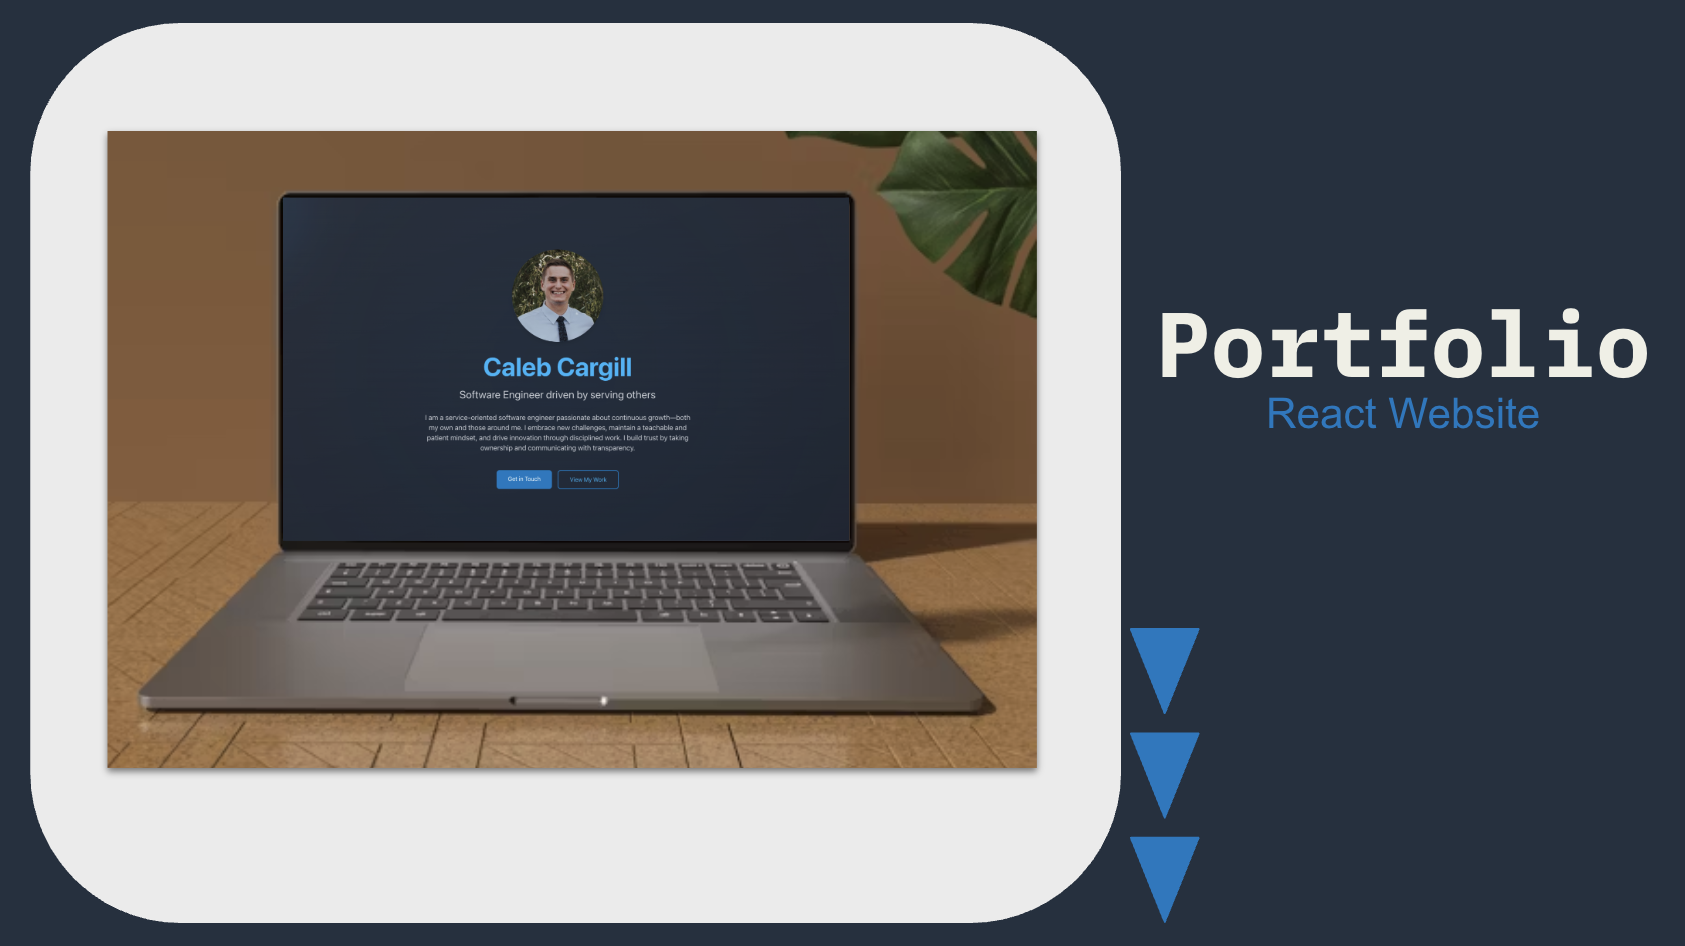 Caleb Cargill
Software Engineer driven by serving others
I am a service-oriented software engineer passionate about continuous growth—both
my own and those around me. I embrace new challenges, maintain a teachable and
patient mindset, and drive innovation through disciplined work. I build trust by taking
ownership and communicating with transparency.
Get in Touch
View My Work
Portfolio
React Website